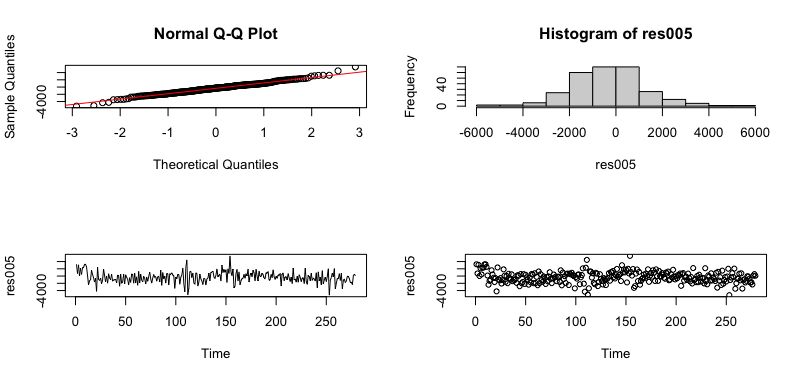 Normal Q-Q Plot
Sample Quantiles
-4000
-3 -2 -1 0 1 2 3
Theoretical Quantiles
Histogram of res005
Frequency
0 40
-6000 -4000 -2000 0 2000 4000 6000
res005
res005
-4000
0 50 100 150 200 250
Time
res005
-4000
0 50 100 150 200 250
Time